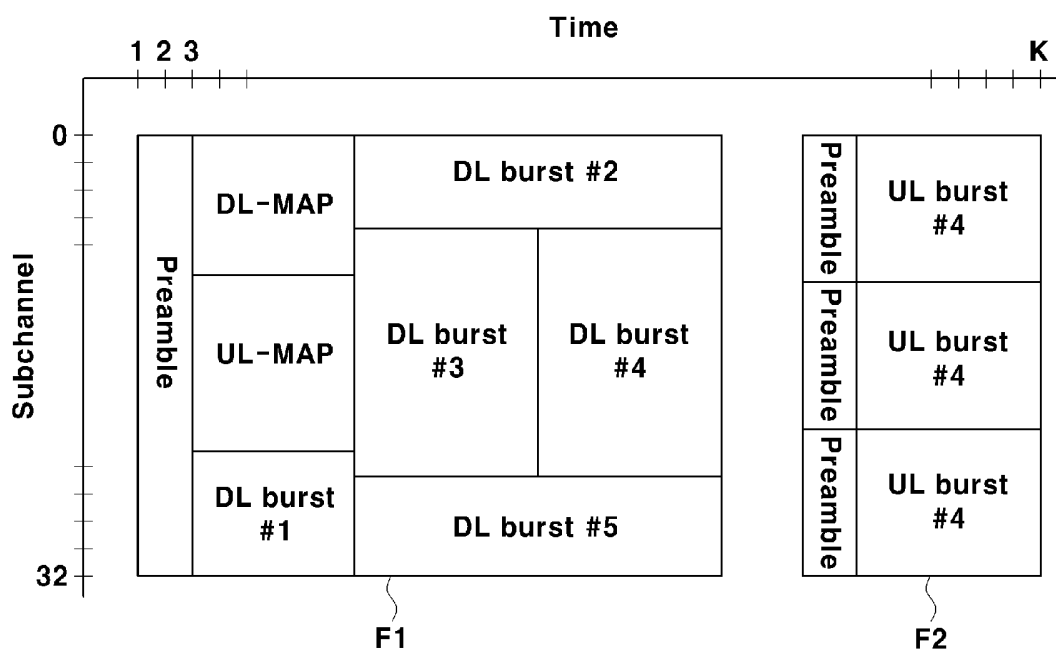 Time
1 2 3 K
Subchannel
0
32
Preamble
DL-MAP
UL-MAP
DL burst
#1
DL burst #2
DL burst
#3
DL burst
#4
DL burst #5
Preamble
UL burst
#4
Preamble
UL burst
#4
Preamble
UL burst
#4
F1
F2